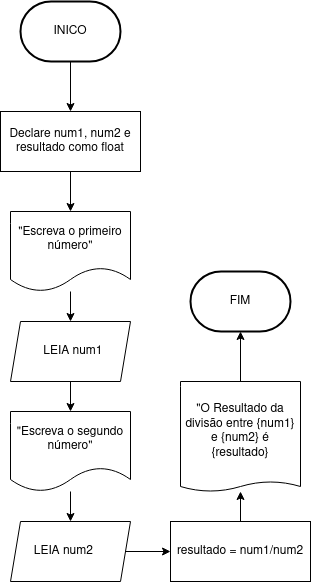 INICO
Declare num1, num2 e
resultado como float
"Escreva o primeiro
número"
LEIA num1
"Escreva o segundo
número"
LEIA num2
resultado = num1/num2
"O Resultado da
divisão entre {num1}
e {num2} é
{resultado}
FIM